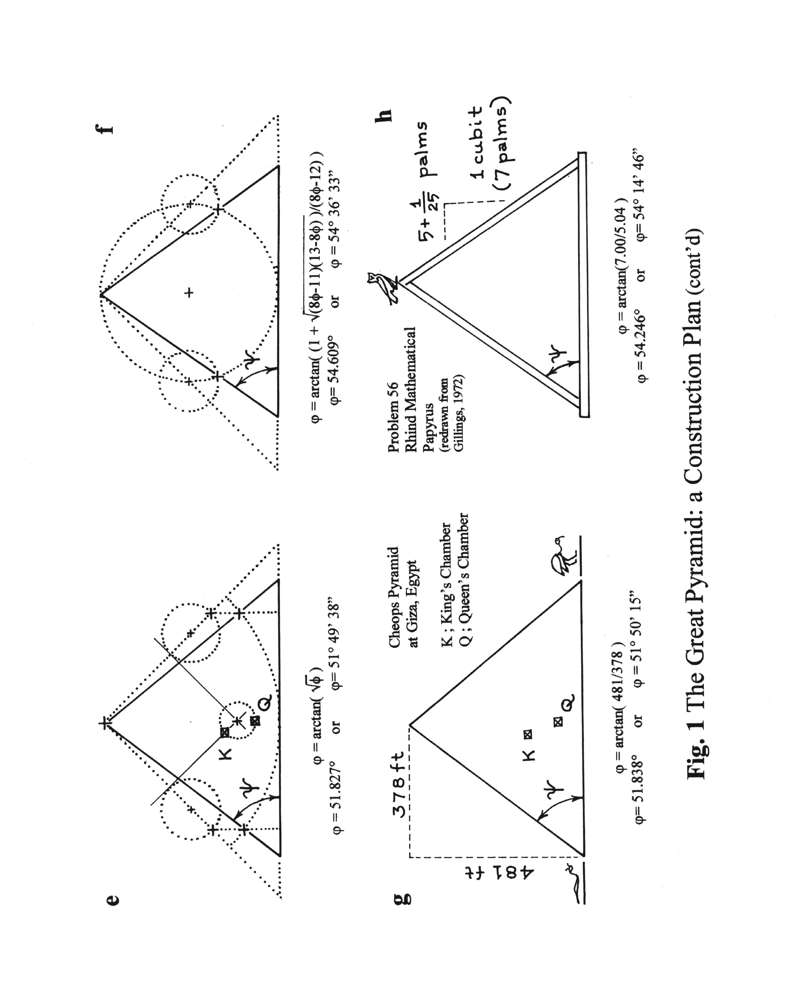 e
K
Q
ψ
φ = arctan( √ϕ )
φ = 51.827° or φ= 51° 49’ 38”
f
ψ
φ = arctan( (1 + √(8ϕ-11)(13-8ϕ) )/(8ϕ-12) )
φ= 54.609° or φ = 54° 36’ 33”
g
378 ft
481 ft
Cheops Pyramid
at Giza, Egypt
K ; King’s Chamber
Q ; Queen’s Chamber
K
Q
ψ
φ = arctan( 481/378 )
φ= 51.838° or φ = 51° 50’ 15”
h
Problem 56
Rhind Mathematical
Papyrus
(redrawn from
Gillings, 1972)
5+ 1/25 palms
1 cubit
(7 palms)
ψ
φ = arctan(7.00/5.04 )
φ = 54.246° or φ= 54° 14’ 46”
Fig. 1 The Great Pyramid: a Construction Plan (cont’d)